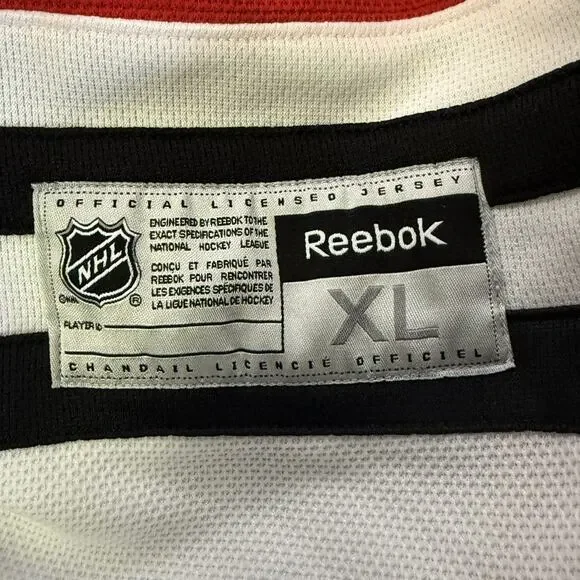 OFFICIAL LICENSED JERSEY
NHL
©NHL ®
ENGINEERED BY REEBOK TO THE
EXACT SPECIFICATIONS OF THE
NATIONAL HOCKEY LEAGUE
CONÇU ET FABRIQUÉ PAR
REEBOK POUR RENCONTRER
LES EXIGENCES SPÉCIFIQUES DE
LA LIGUE NATIONALE DE HOCKEY
PLAYER ID
Reebok
XL
CHANDAIL LICENCIÉ OFFICIEL